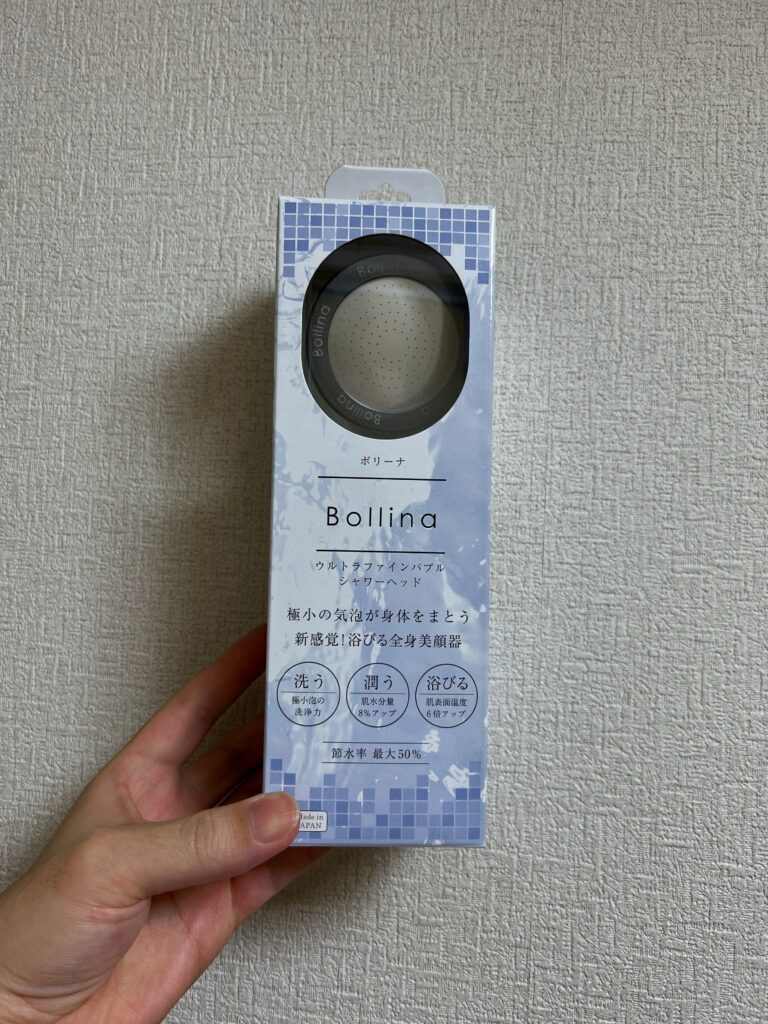 Bollina
Bollina
Bollina
ボリーナ
Bollina
ウルトラファインバブル
シャワーヘッド
極小の気泡が身体をまとう
新感覚!浴びる全身美顔器
洗う
極小泡の
洗浄力
潤う
肌水分量
8%アップ
浴びる
肌表面温度
6倍アップ
節水率 最大50%
Made in
JAPAN